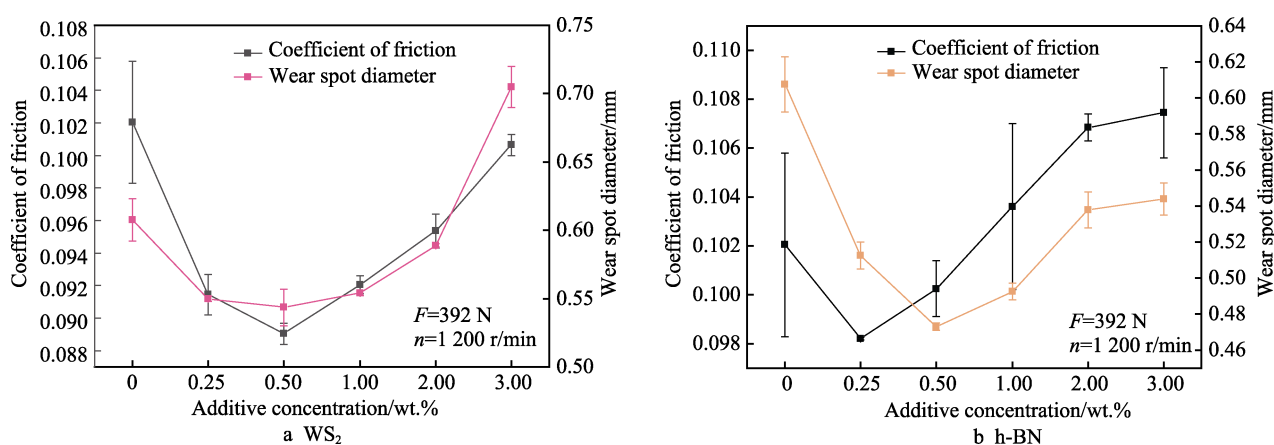 0.108
0.106
0.104
0.102
0.100
0.098
0.096
0.094
0.092
0.090
0.088
Coefficient of friction
Coefficient of friction
Wear spot diameter
F=392 N
n=1 200 r/min
0.75
0.70
0.65
0.60
0.55
0.50
Wear spot diameter/mm
0 0.25 0.50 1.00 2.00 3.00
Additive concentration/wt.%
a WS₂
0.110
0.108
0.106
0.104
0.102
0.100
0.098
Coefficient of friction
Coefficient of friction
Wear spot diameter
F=392 N
n=1 200 r/min
0.64
0.62
0.60
0.58
0.56
0.54
0.52
0.50
0.48
0.46
Wear spot diameter/mm
0 0.25 0.50 1.00 2.00 3.00
Additive concentration/wt.%
b h-BN